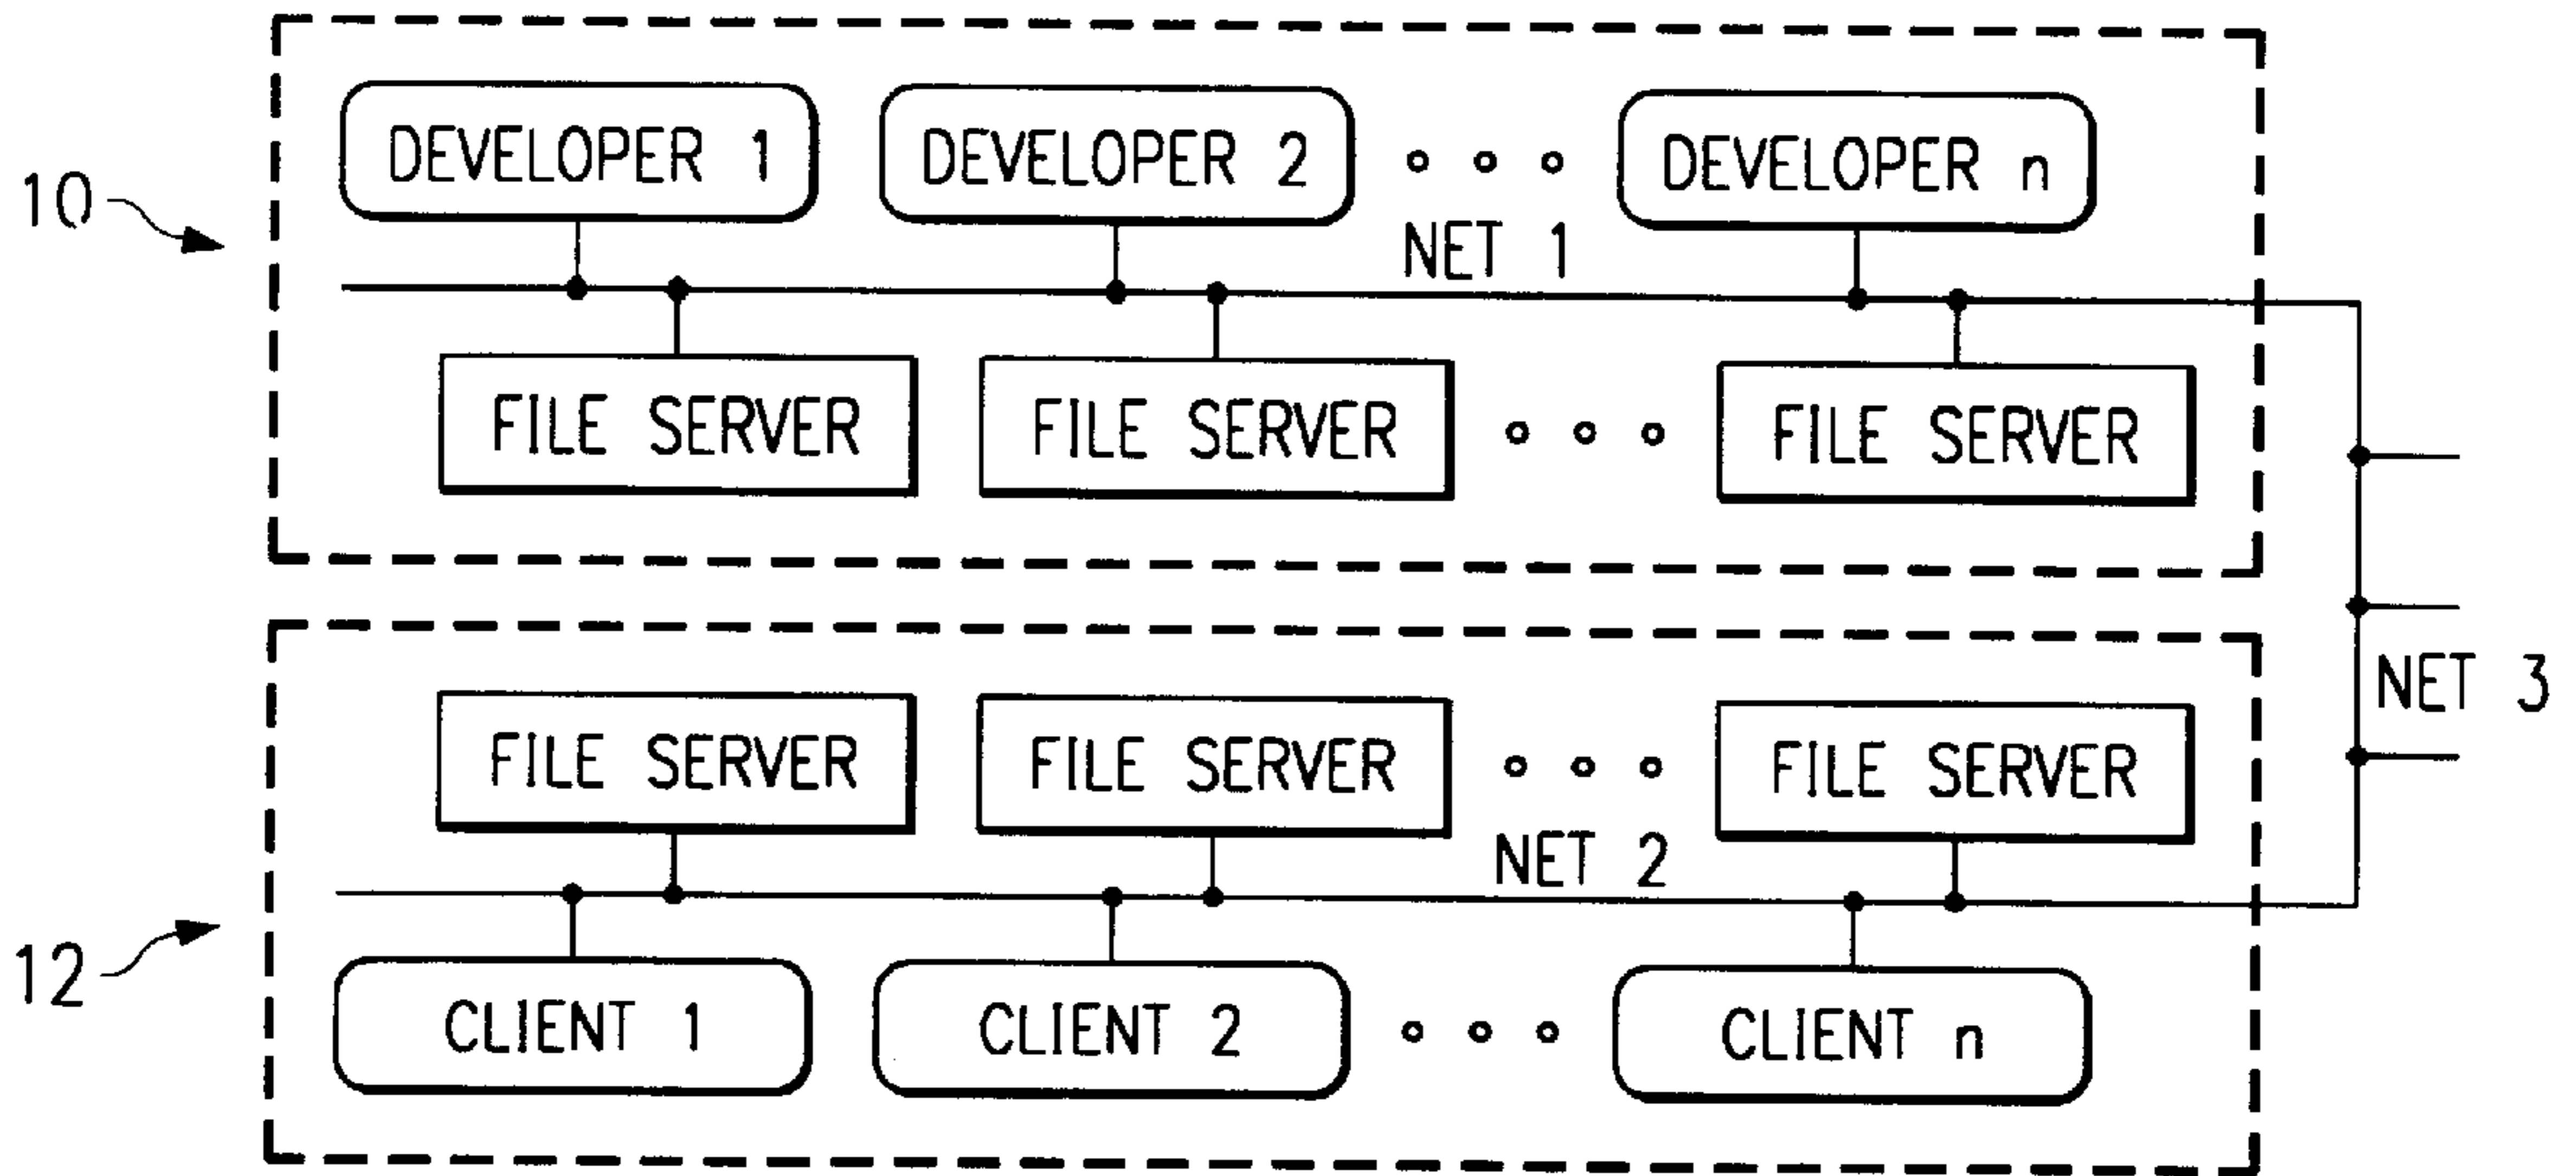 DEVELOPER 1
DEVELOPER 2
DEVELOPER n
10
NET 1
FILE SERVER
FILE SERVER
FILE SERVER
NET 3
FILE SERVER
FILE SERVER
FILE SERVER
NET 2
12
CLIENT 1
CLIENT 2
CLIENT n